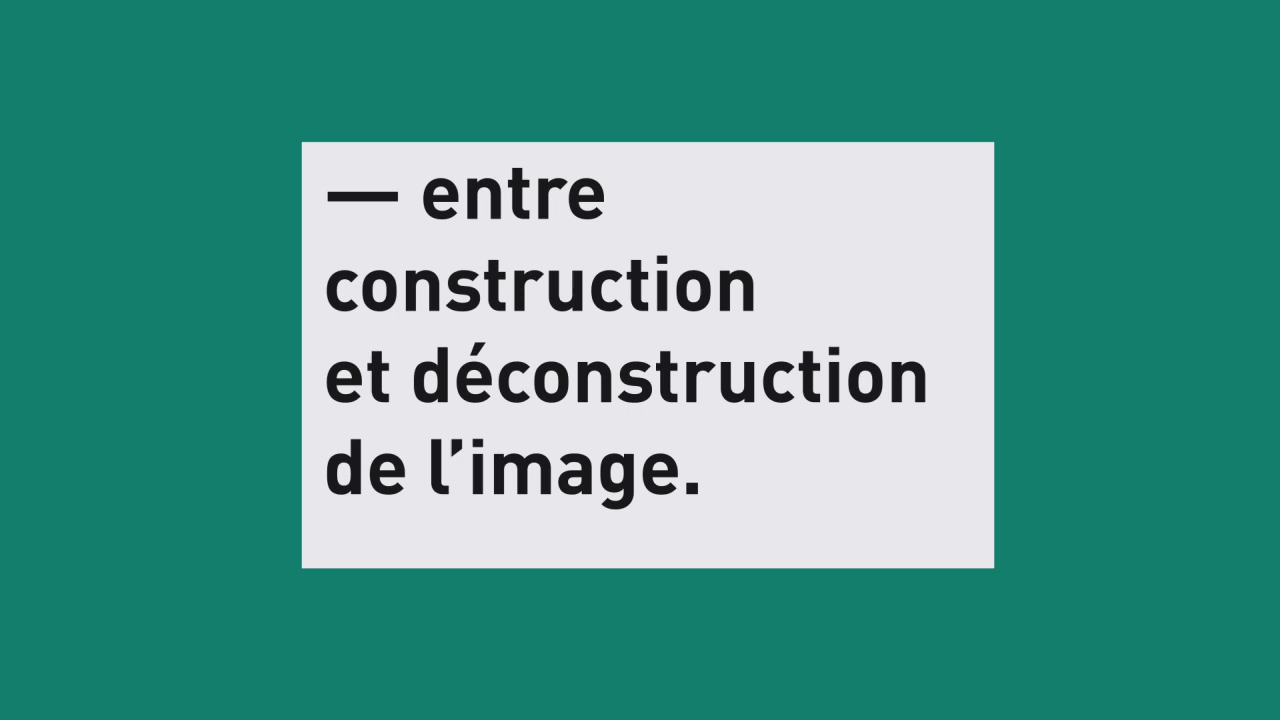 — entre
construction
et déconstruction
de l’image.